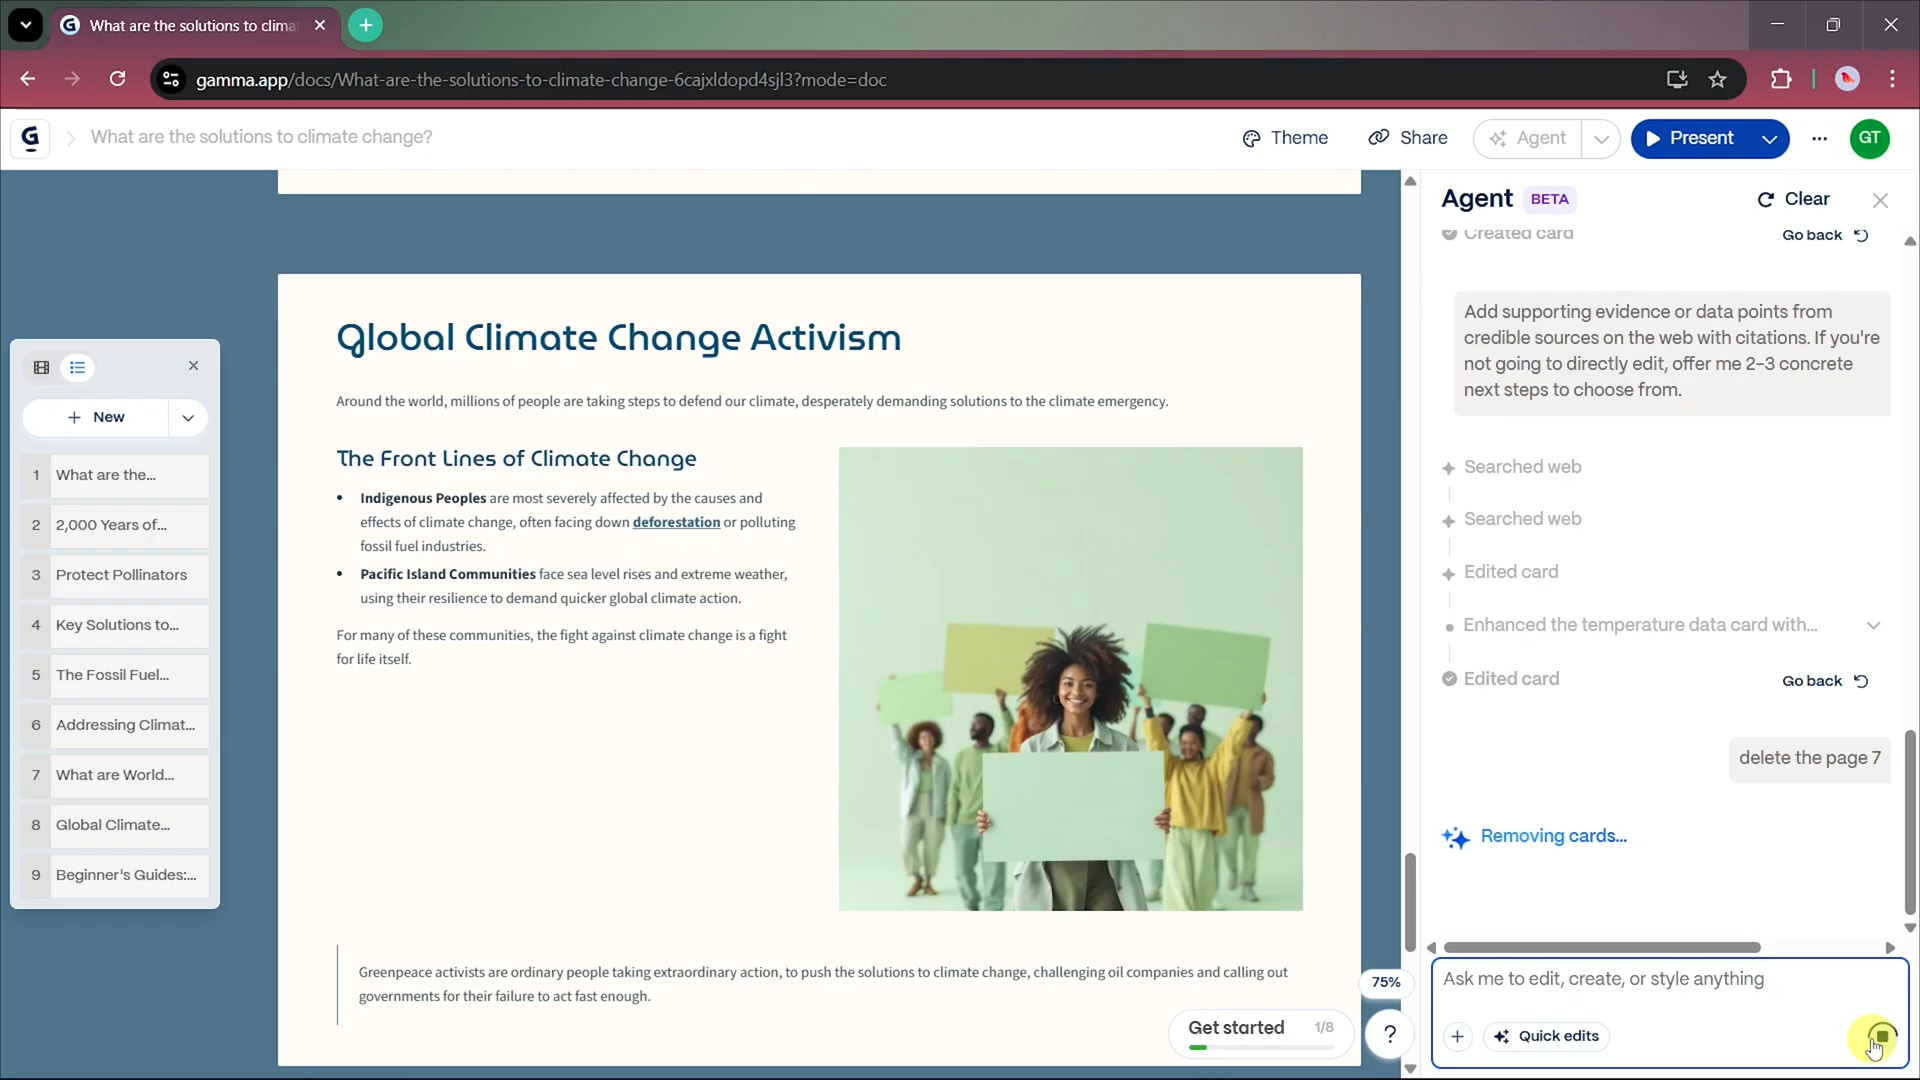 What are the solutions to clima
gamma.app/docs/What-are-the-solutions-to-climate-change-6cajxldopd4sjl3?mode=doc
What are the solutions to climate change?
Theme
Share
Agent
Present
GT
New
1 What are the...
2 2,000 Years of...
3 Protect Pollinators
4 Key Solutions to...
5 The Fossil Fuel...
6 Addressing Climat...
7 What are World...
8 Global Climate...
9 Beginner's Guides:...
Global Climate Change Activism
Around the world, millions of people are taking steps to defend our climate, desperately demanding solutions to the climate emergency.
The Front Lines of Climate Change
• Indigenous Peoples are most severely affected by the causes and
effects of climate change, often facing down deforestation or polluting
fossil fuel industries.
• Pacific Island Communities face sea level rises and extreme weather,
using their resilience to demand quicker global climate action.
For many of these communities, the fight against climate change is a fight
for life itself.
Greenpeace activists are ordinary people taking extraordinary action, to push the solutions to climate change, challenging oil companies and calling out
governments for their failure to act fast enough.
75%
Get started 1/8
?
Agent BETA
Clear
Created card
Go back
Add supporting evidence or data points from
credible sources on the web with citations. If you're
not going to directly edit, offer me 2–3 concrete
next steps to choose from.
Searched web
Searched web
Edited card
Enhanced the temperature data card with...
Edited card
Go back
delete the page 7
Removing cards...
Ask me to edit, create, or style anything
Quick edits